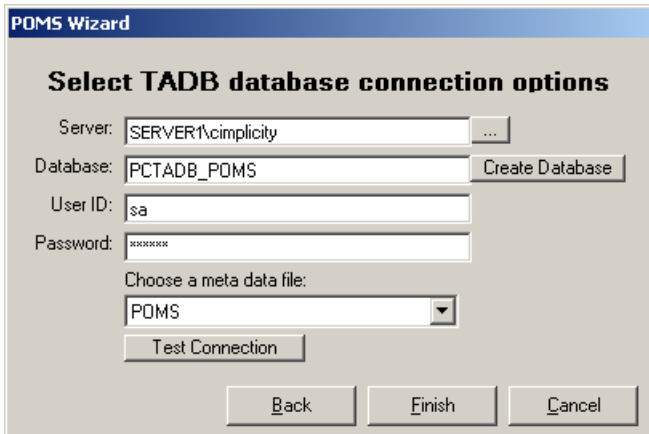 POMS Wizard
Select TADB database connection options
Server: SERVER1\cimplicity ...
Database: PCTADB_POMS Create Database
User ID: sa
Password: ******
Choose a meta data file:
POMS
Test Connection
Back Finish Cancel